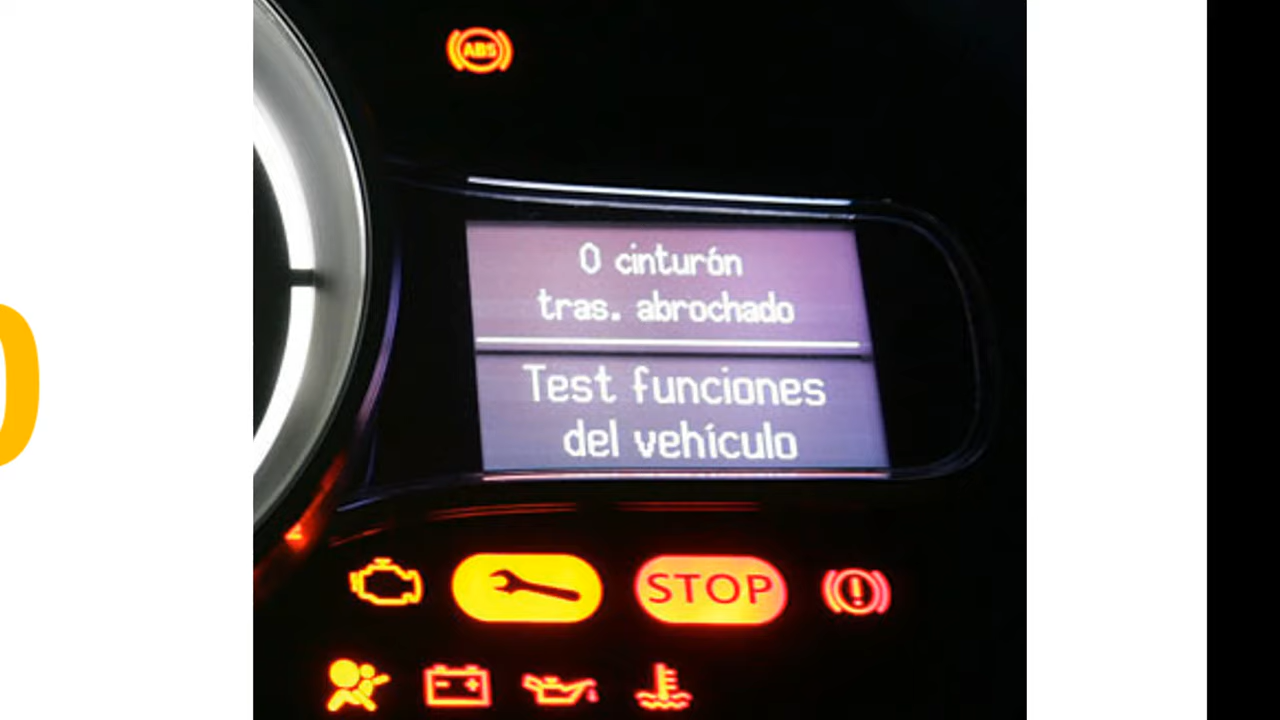 ABS
0 cinturón
tras. abrochado
Test funciones
del vehículo
STOP